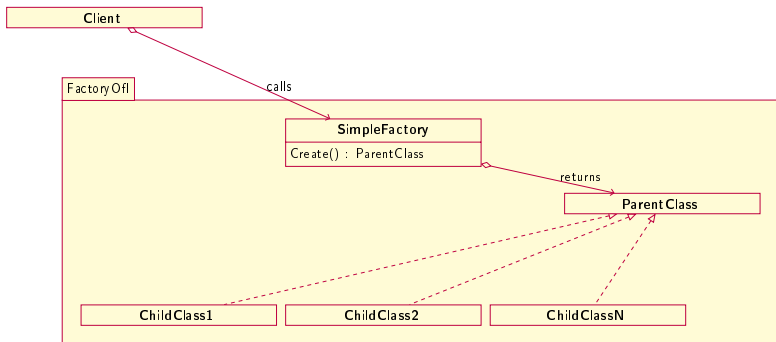 Client
calls
FactoryOfI
SimpleFactory
Create() : ParentClass
returns
ParentClass
ChildClass1
ChildClass2
ChildClassN